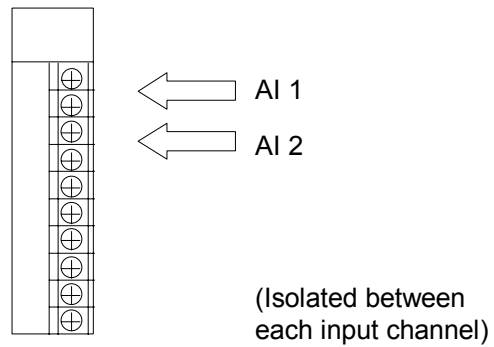 AI 1
AI 2
(Isolated between
each input channel)